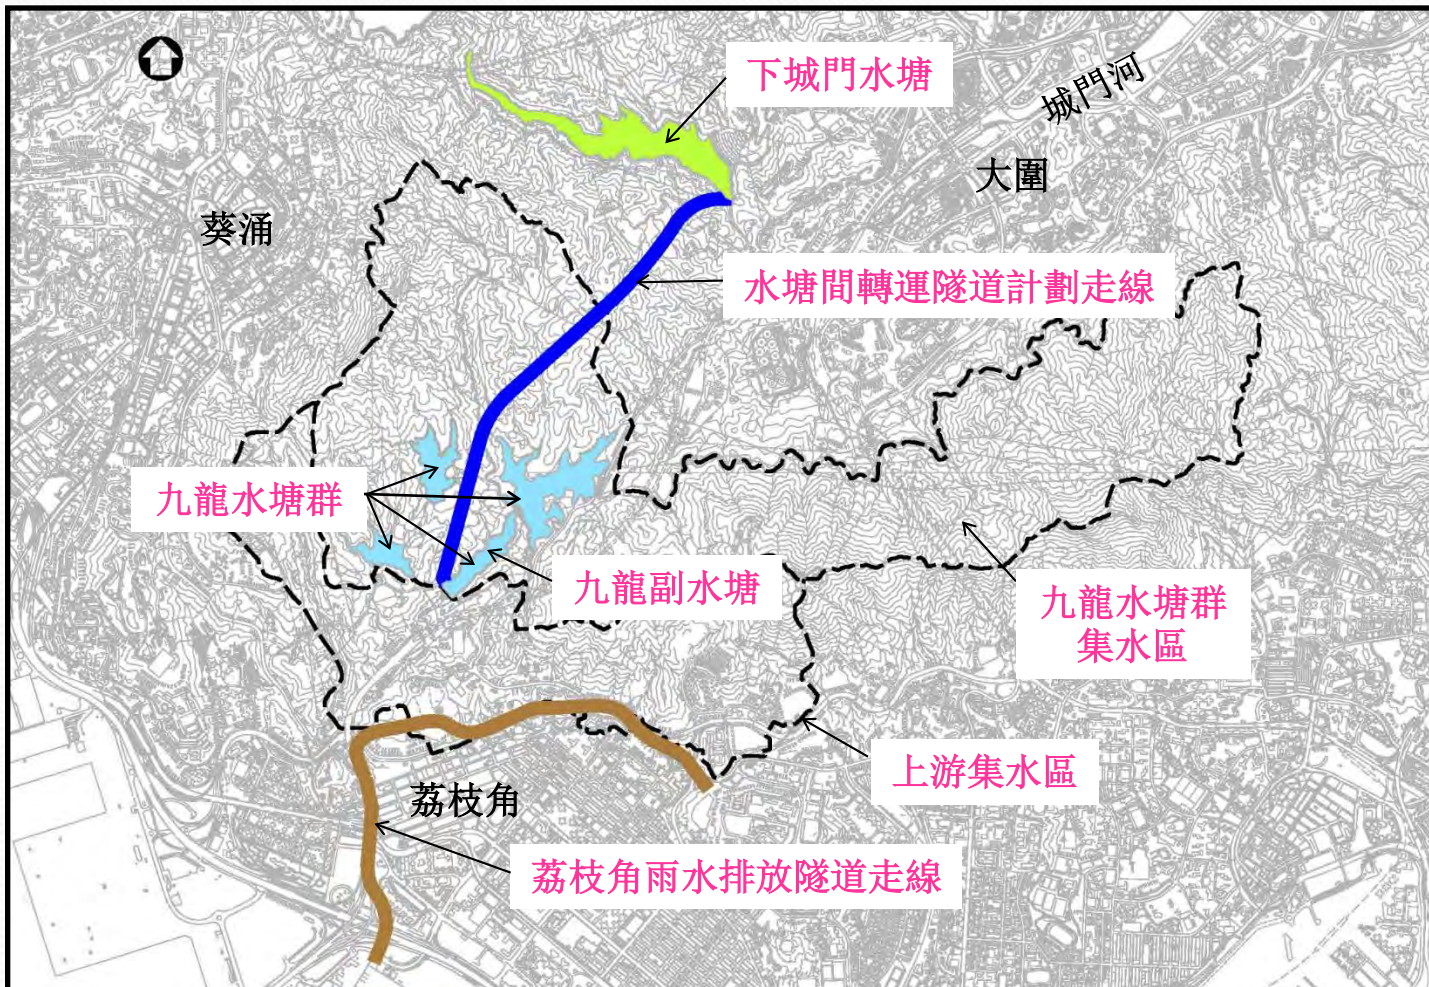 下城門水塘
城門河
大圍
葵涌
水塘間轉運隧道計劃走線
九龍水塘群
九龍副水塘
九龍水塘群
集水區
上游集水區
荔枝角
荔枝角雨水排放隧道走線